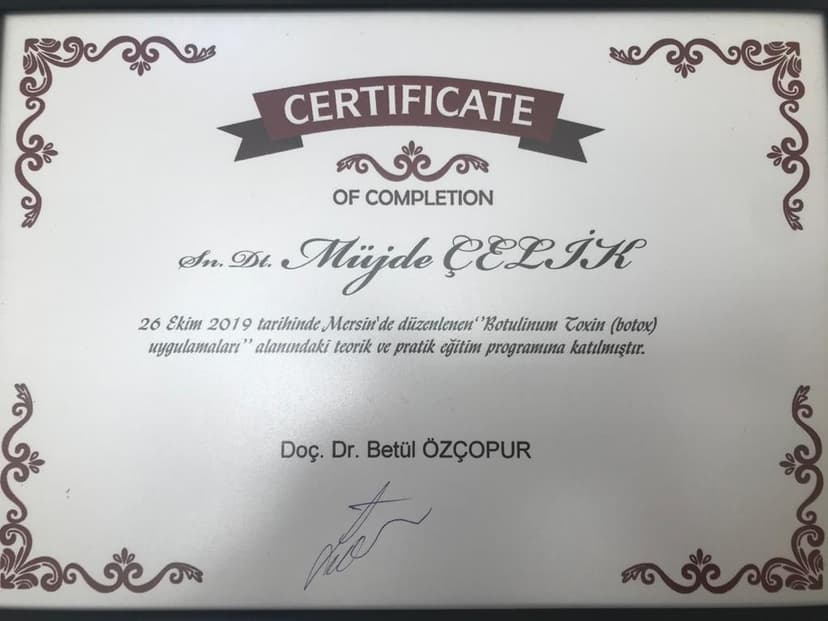 CERTIFICATE
OF COMPLETION
Sn. Dt. Müjde ÇELİK
26 Ekim 2019 tarihinde Mersin'de düzenlenen ''Botulinum Toxin (botox)
uygulamaları'' alanındaki teorik ve pratik eğitim programına katılmıştır.
Doç. Dr. Betül ÖZÇOPUR